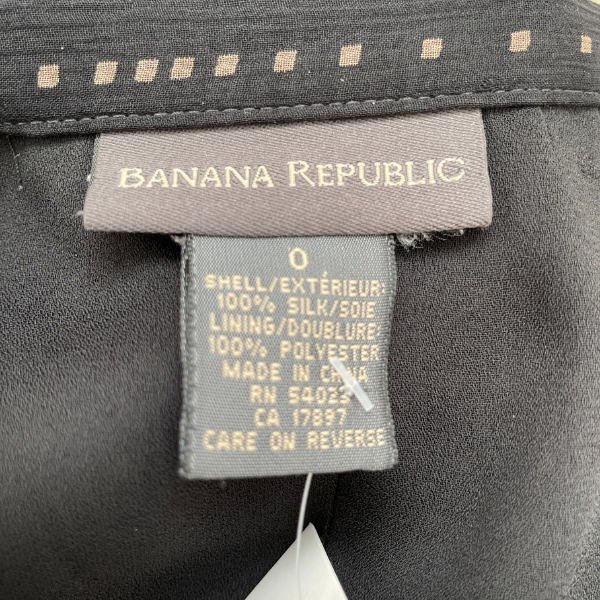 BANANA REPUBLIC
0
SHELL/EXTÉRIEUR:
100% SILK/SOIE
LINING/DOUBLURE:
100% POLYESTER
MADE IN CHINA
RN 54023
CA 17897
CARE ON REVERSE